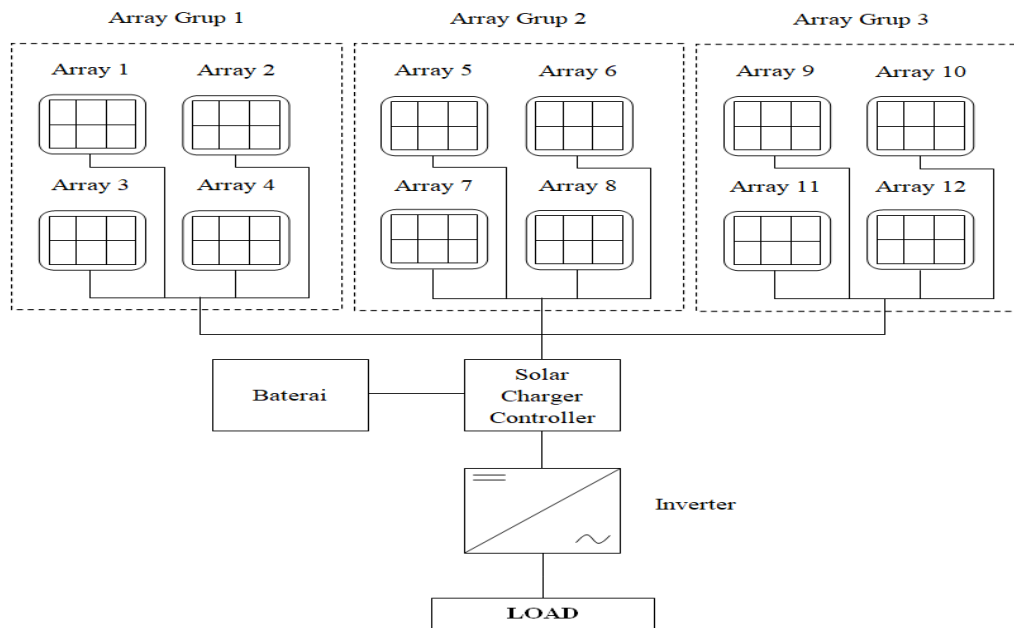 Array Grup 1
Array Grup 2
Array Grup 3
Array 1
Array 2
Array 5
Array 6
Array 9
Array 10
Array 3
Array 4
Array 7
Array 8
Array 11
Array 12
Baterai
Solar
Charger
Controller
Inverter
LOAD